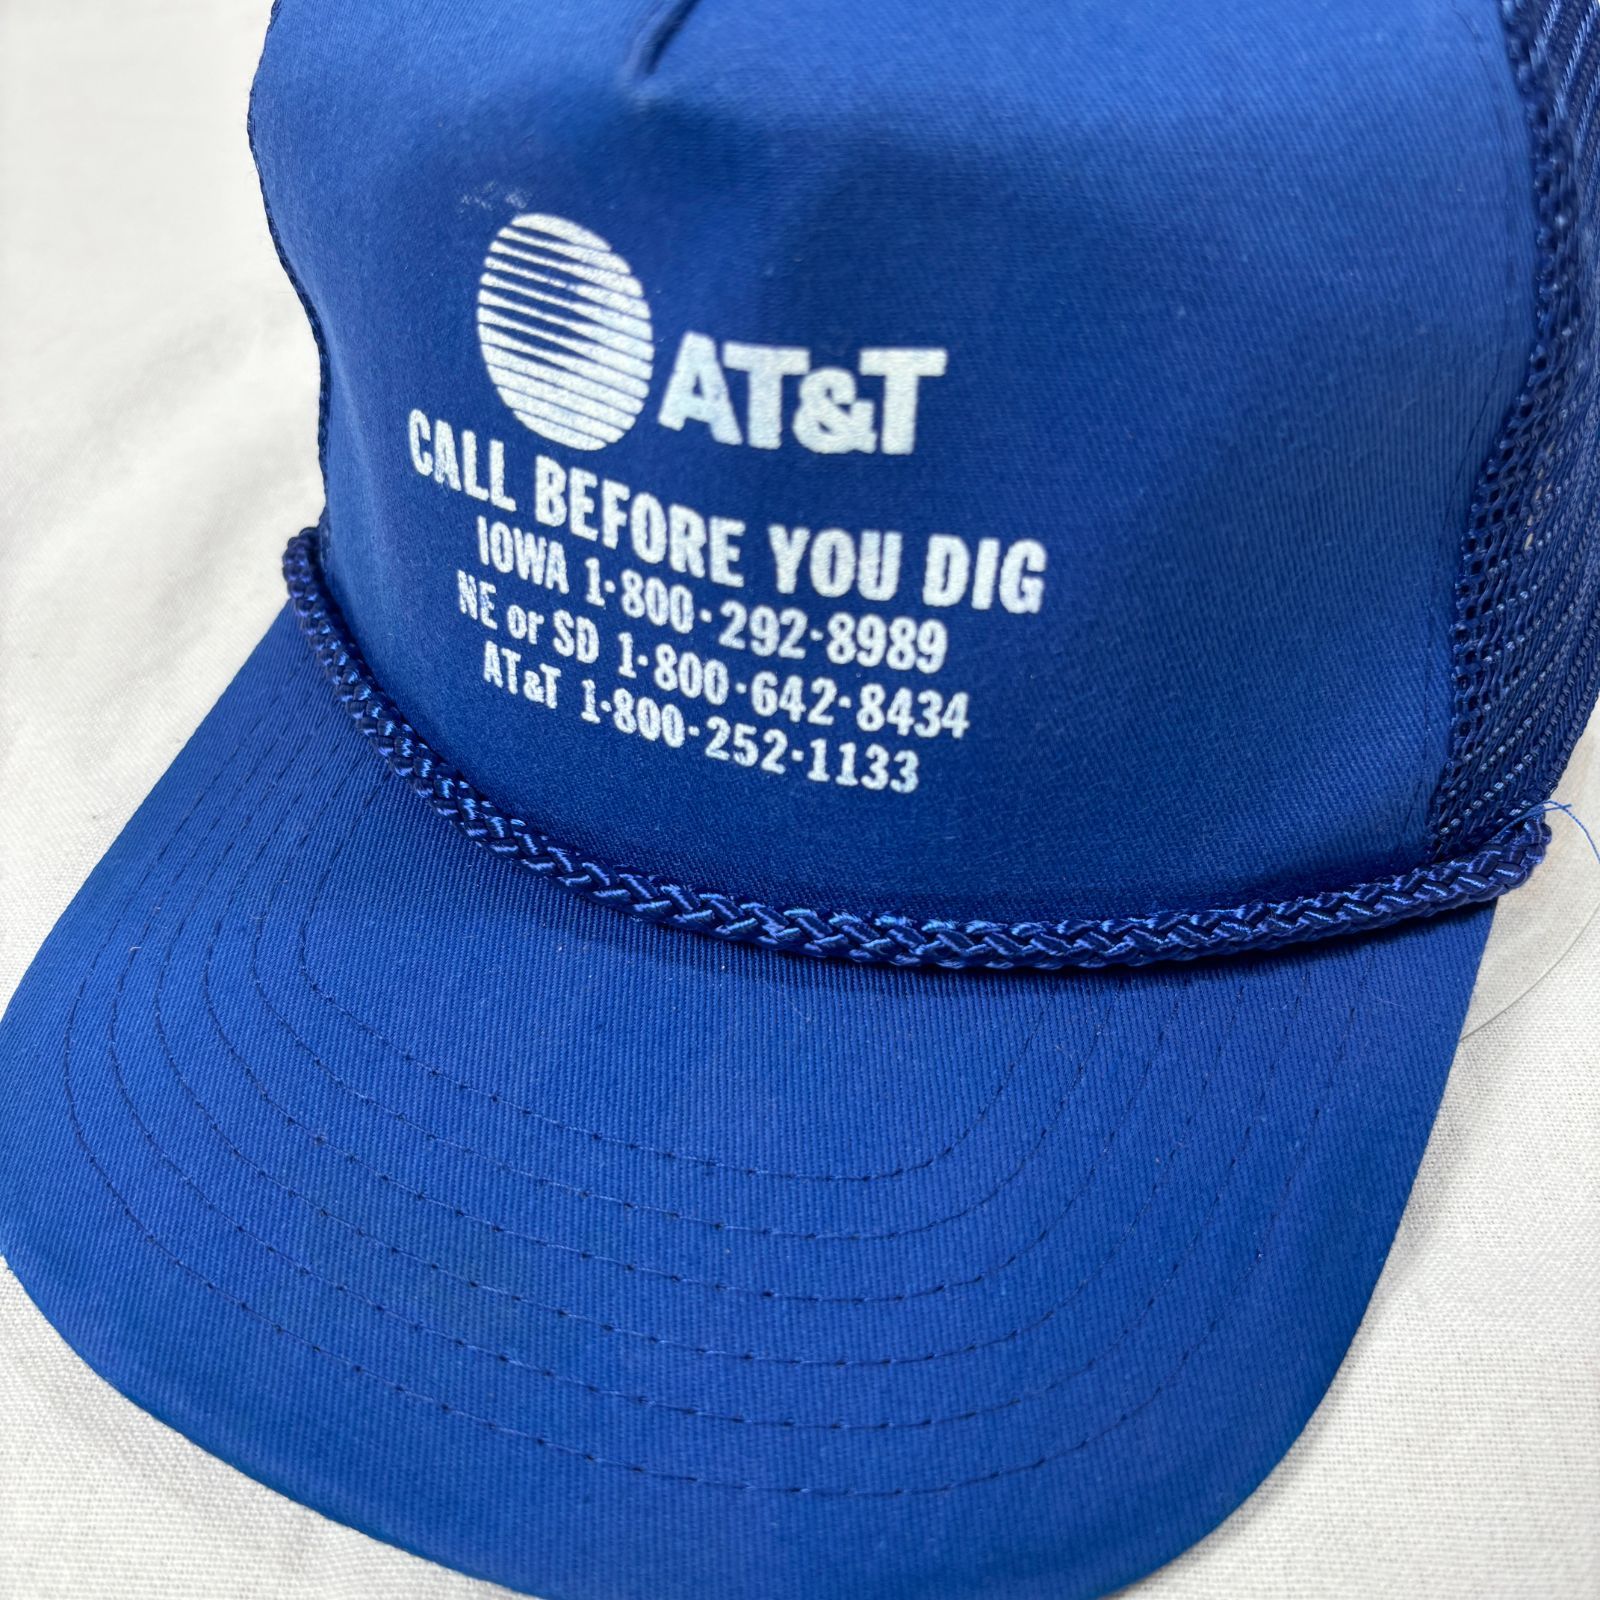 AT&T
CALL BEFORE YOU DIG
IOWA 1·800·292·8989
NE or SD 1·800·642·8434
AT&T 1·800·252·1133